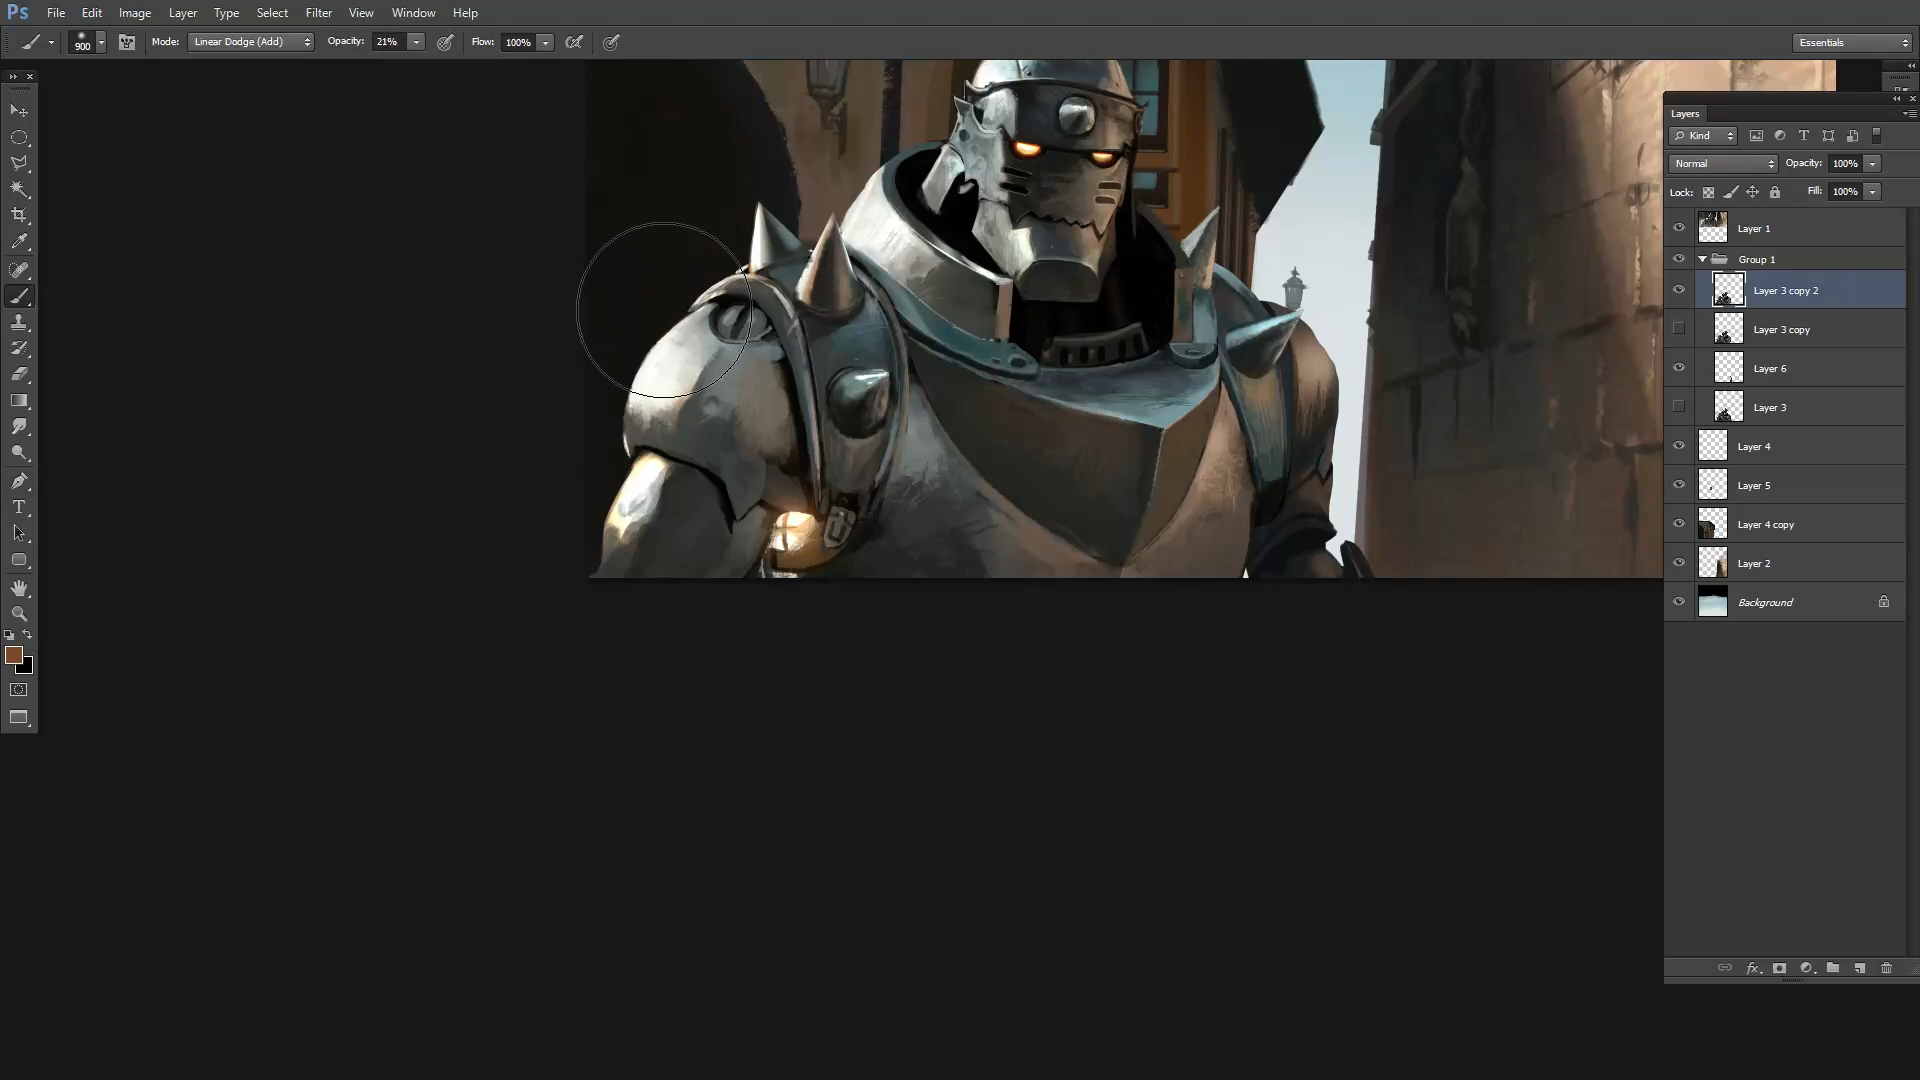 Ps File Edit Image Layer Type Select Filter View Window Help
900 Mode: Linear Dodge (Add) Opacity: 21% Flow: 100% Essentials
Layers
Kind
Normal Opacity: 100%
Lock: Fill: 100%
Layer 1
Group 1
Layer 3 copy 2
Layer 3 copy
Layer 6
Layer 3
Layer 4
Layer 5
Layer 4 copy
Layer 2
Background